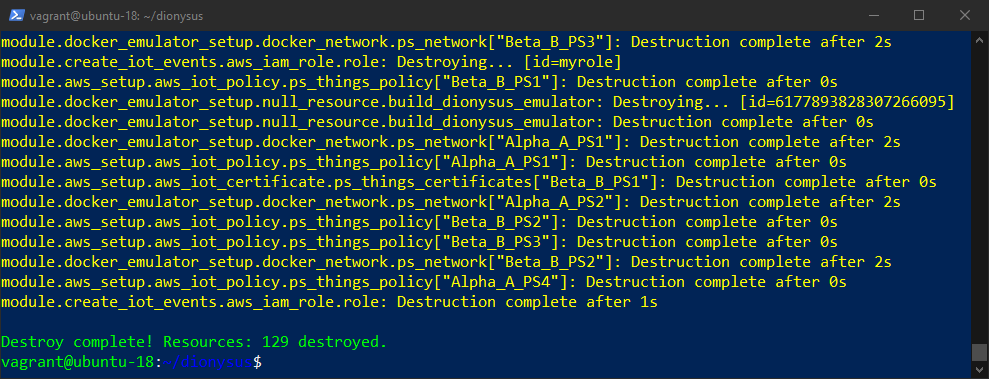 vagrant@ubuntu-18: ~/dionysus
module.docker_emulator_setup.docker_network.ps_network["Beta_B_PS3"]: Destruction complete after 2s
module.create_iot_events.aws_iam_role.role: Destroying... [id=myrole]
module.aws_setup.aws_iot_policy.ps_things_policy["Beta_B_PS1"]: Destruction complete after 0s
module.docker_emulator_setup.null_resource.build_dionysus_emulator: Destroying... [id=6177893828307266095]
module.docker_emulator_setup.null_resource.build_dionysus_emulator: Destruction complete after 0s
module.docker_emulator_setup.docker_network.ps_network["Alpha_A_PS1"]: Destruction complete after 2s
module.aws_setup.aws_iot_policy.ps_things_policy["Alpha_A_PS1"]: Destruction complete after 0s
module.aws_setup.aws_iot_certificate.ps_things_certificates["Beta_B_PS1"]: Destruction complete after 0s
module.docker_emulator_setup.docker_network.ps_network["Alpha_A_PS2"]: Destruction complete after 2s
module.aws_setup.aws_iot_policy.ps_things_policy["Beta_B_PS2"]: Destruction complete after 0s
module.aws_setup.aws_iot_policy.ps_things_policy["Beta_B_PS3"]: Destruction complete after 0s
module.docker_emulator_setup.docker_network.ps_network["Beta_B_PS2"]: Destruction complete after 2s
module.aws_setup.aws_iot_policy.ps_things_policy["Alpha_A_PS4"]: Destruction complete after 0s
module.create_iot_events.aws_iam_role.role: Destruction complete after 1s
Destroy complete! Resources: 129 destroyed.
vagrant@ubuntu-18:~/dionysus$